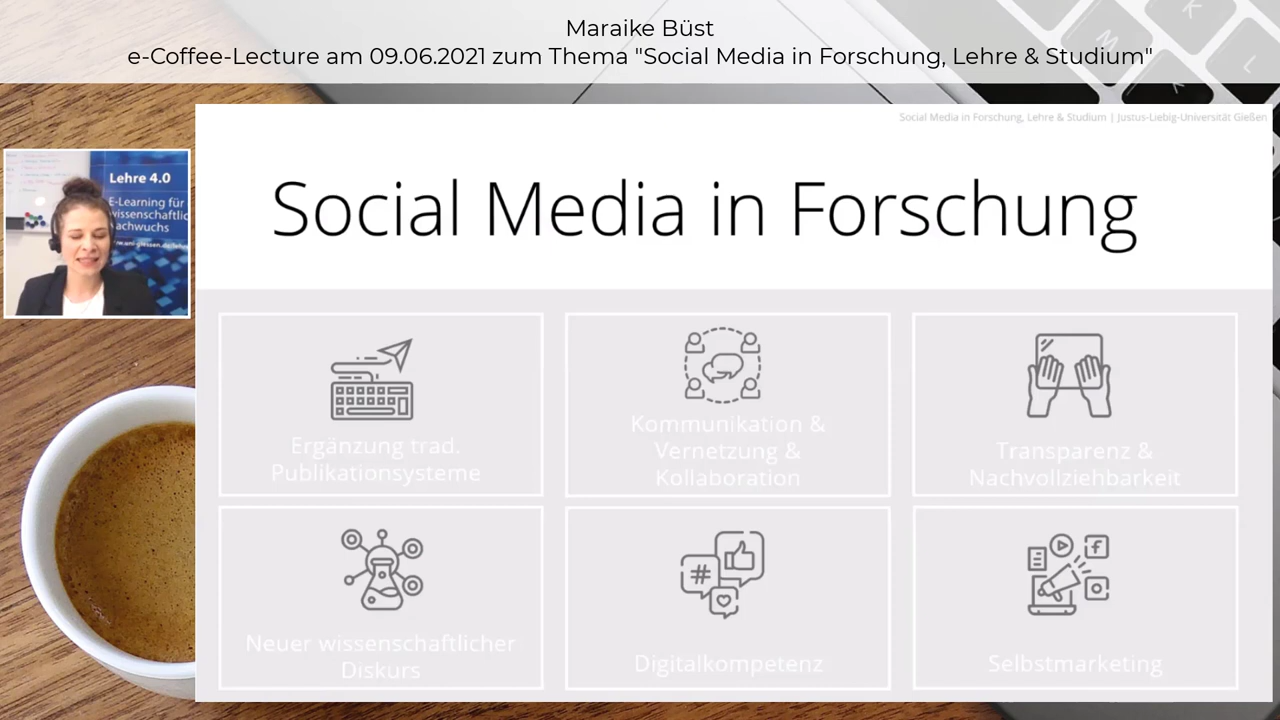 Maraike Büst
e-Coffee-Lecture am 09.06.2021 zum Thema "Social Media in Forschung, Lehre & Studium"
Social Media in Forschung, Lehre & Studium | Justus-Liebig-Universität Gießen
Lehre 4.0
E-Learning für
wissenschaftlic
achwuchs
Social Media in Forschung
Ergänzung trad.
Publikationsysteme
Kommunikation &
Vernetzung &
Kollaboration
Transparenz &
Nachvollziehbarkeit
Neuer wissenschaftlicher
Diskurs
#
Digitalkompetenz
f
Selbstmarketing